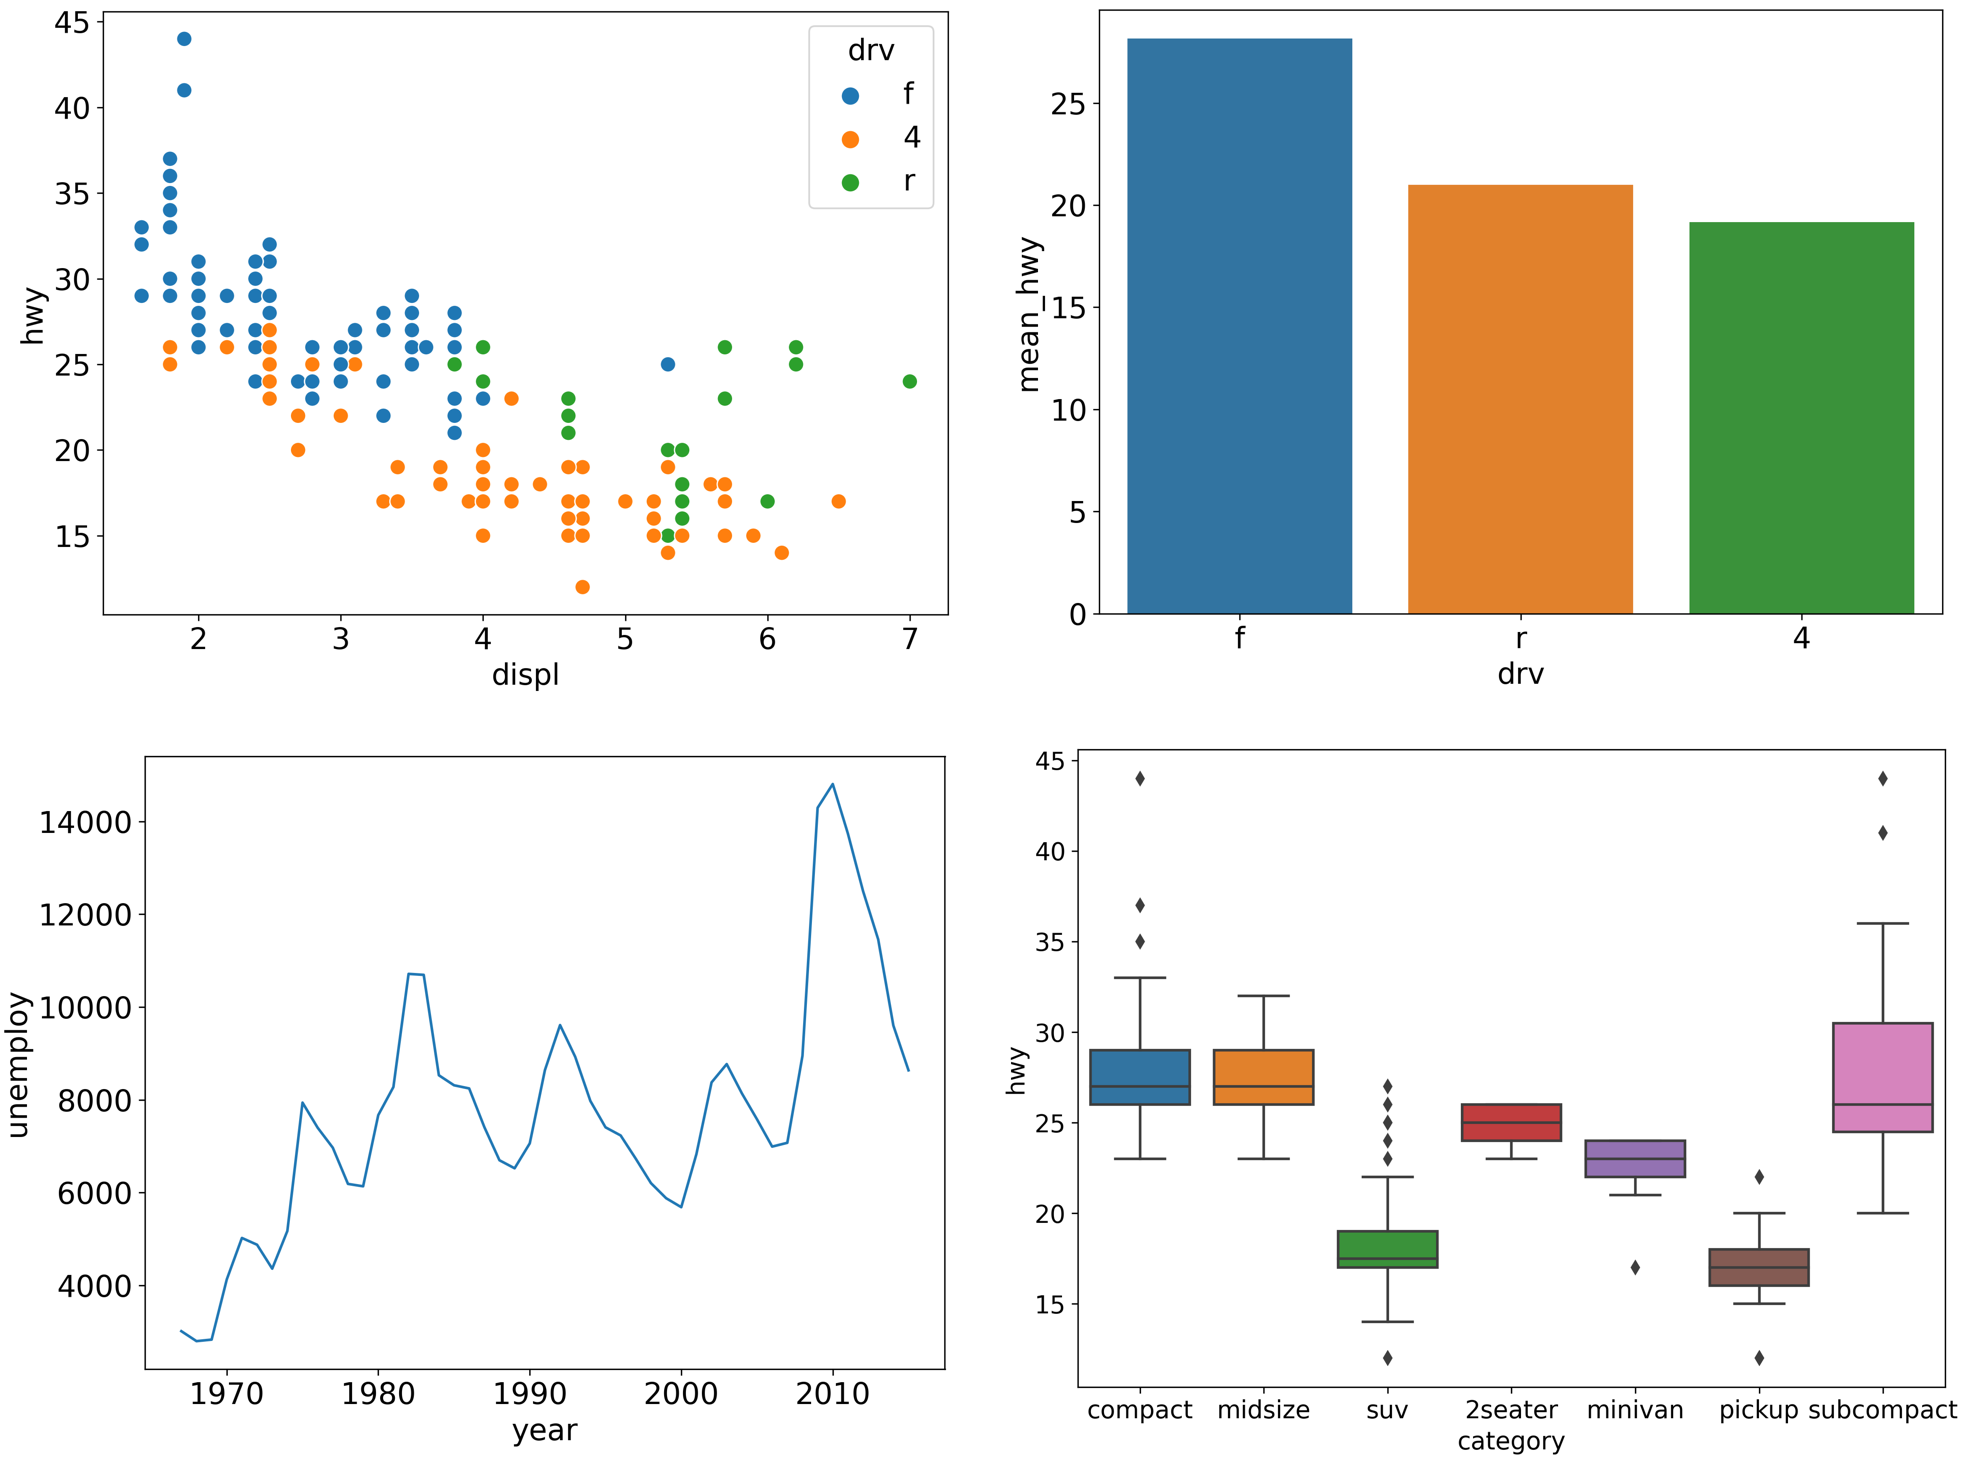 45
40
35
30
25
20
15
hwy
2 3 4 5 6 7
displ
drv
f
4
r
25
20
15
10
5
0
mean_hwy
f r 4
drv
14000
12000
10000
8000
6000
4000
unemploy
1970 1980 1990 2000 2010
year
45
40
35
30
25
20
15
hwy
compact midsize suv 2seater minivan pickup subcompact
category